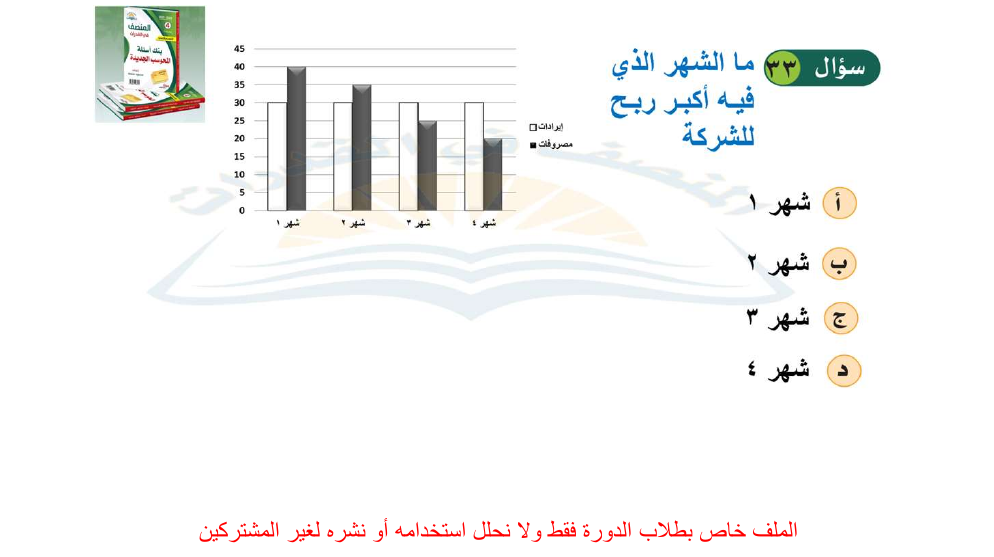 سؤال ٣٣
ما الشهر الذي
فيه أكبر ربح
للشركة
أ شهر ١
ب شهر ٢
ج شهر ٣
د شهر ٤
45
40
35
30
25
20
15
10
5
0
شهر ١
شهر ٢
شهر ٣
شهر ٤
إيرادات
مصروفات
المنصف
في القدرات
بنك أسئلة
المحوسب الجديدة
الملف خاص بطلاب الدورة فقط ولا نحلل استخدامه أو نشره لغير المشتركين